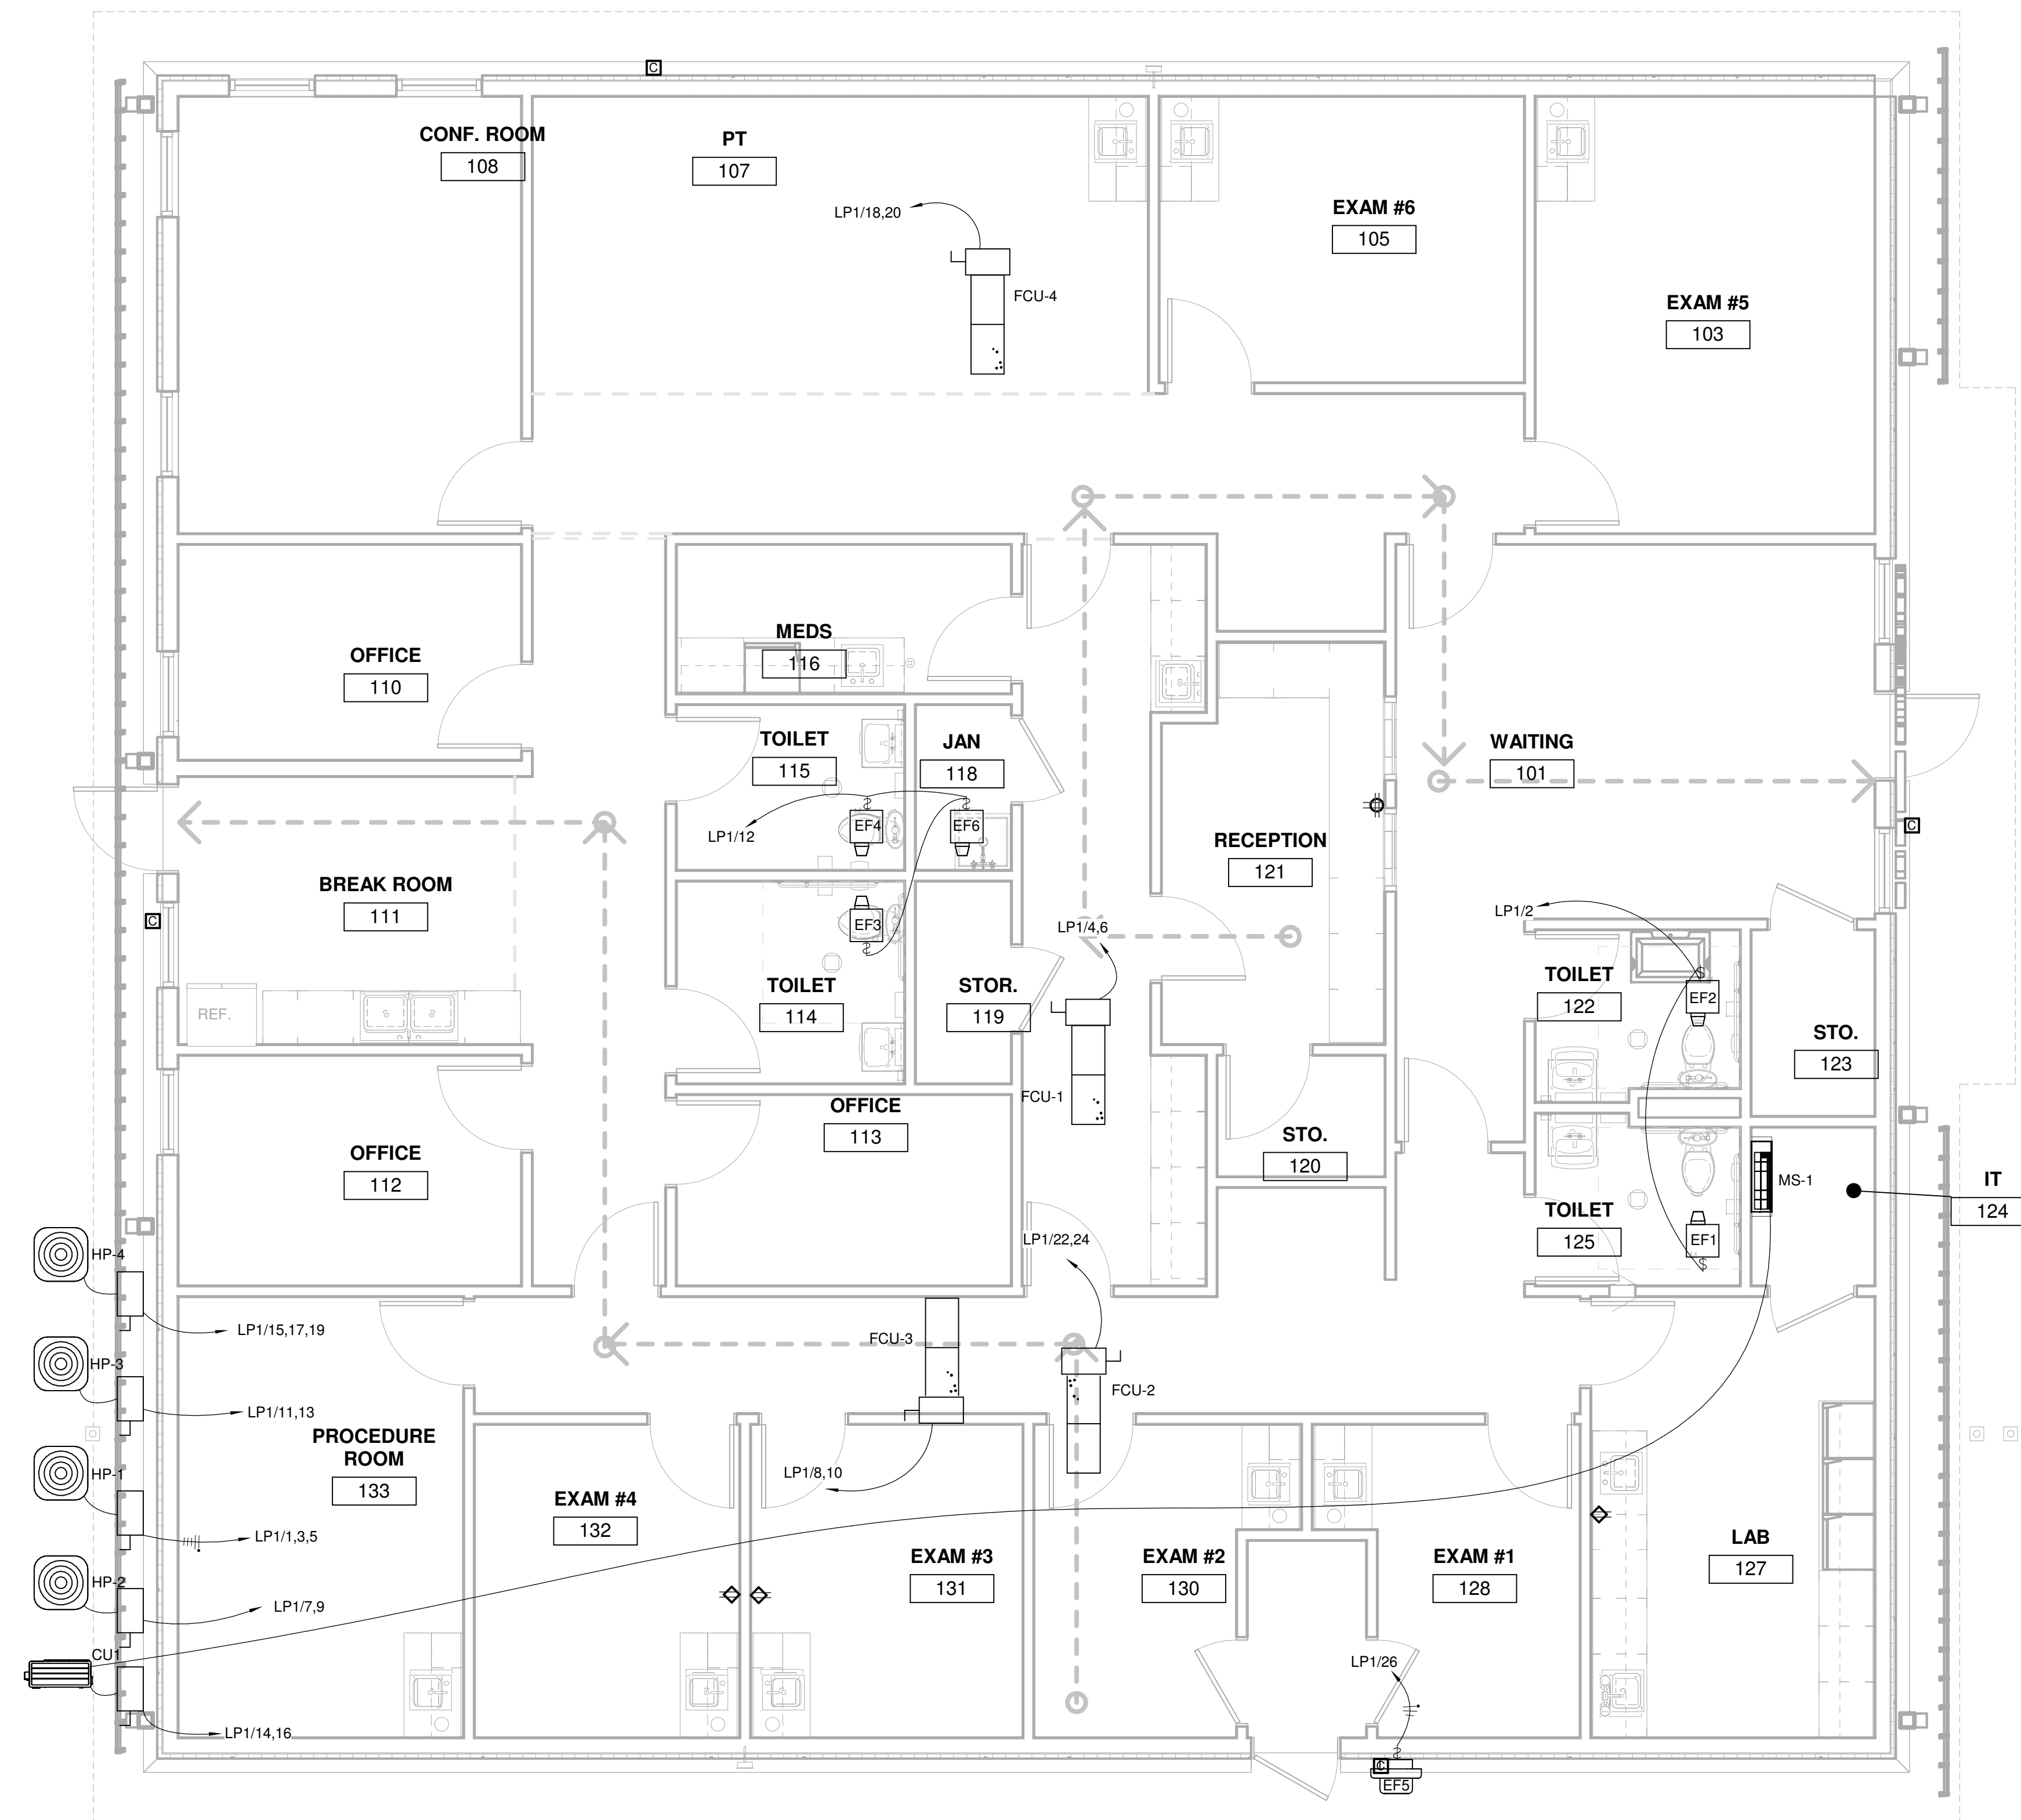 C
CONF. ROOM
108
PT
107
LP1/18,20
FCU-4
EXAM #6
105
EXAM #5
103
OFFICE
110
MEDS
116
TOILET
115
JAN
118
LP1/12
EF4
EF6
WAITING
101
C
RECEPTION
121
BREAK ROOM
111
C
EF3
LP1/4,6
LP1/2
TOILET
114
STOR.
119
REF.
TOILET
122
EF2
STO.
123
FCU-1
OFFICE
113
OFFICE
112
STO.
120
MS-1
IT
124
TOILET
125
EF1
HP-4
LP1/22,24
LP1/15,17,19
FCU-3
HP-3
FCU-2
LP1/11,13
PROCEDURE
ROOM
133
HP-1
LP1/8,10
EXAM #4
132
LP1/1,3,5
LAB
127
EXAM #3
131
EXAM #2
130
EXAM #1
128
HP-2
LP1/7,9
CU1
LP1/26
LP1/14,16
C
EF5